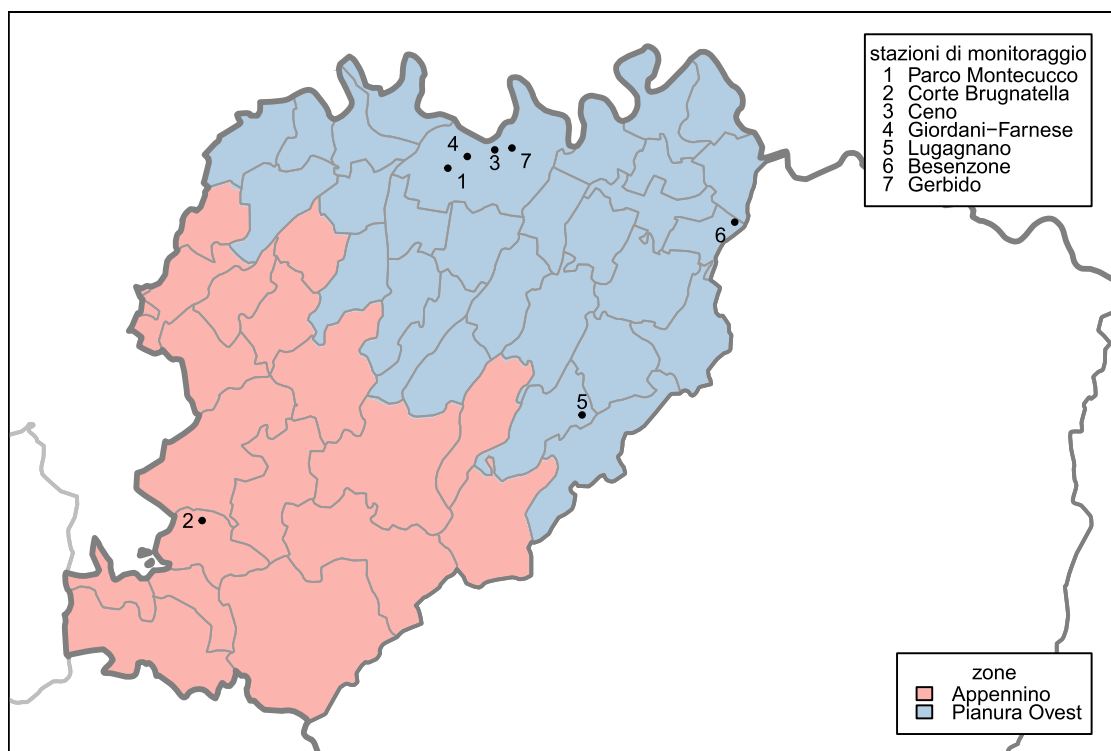 stazioni di monitoraggio
1 Parco Montecucco
2 Corte Brugnatella
3 Ceno
4 Giordani−Farnese
5 Lugagnano
6 Besenzone
7 Gerbido
4
3
7
1
6
5
2
zone
Appennino
Pianura Ovest